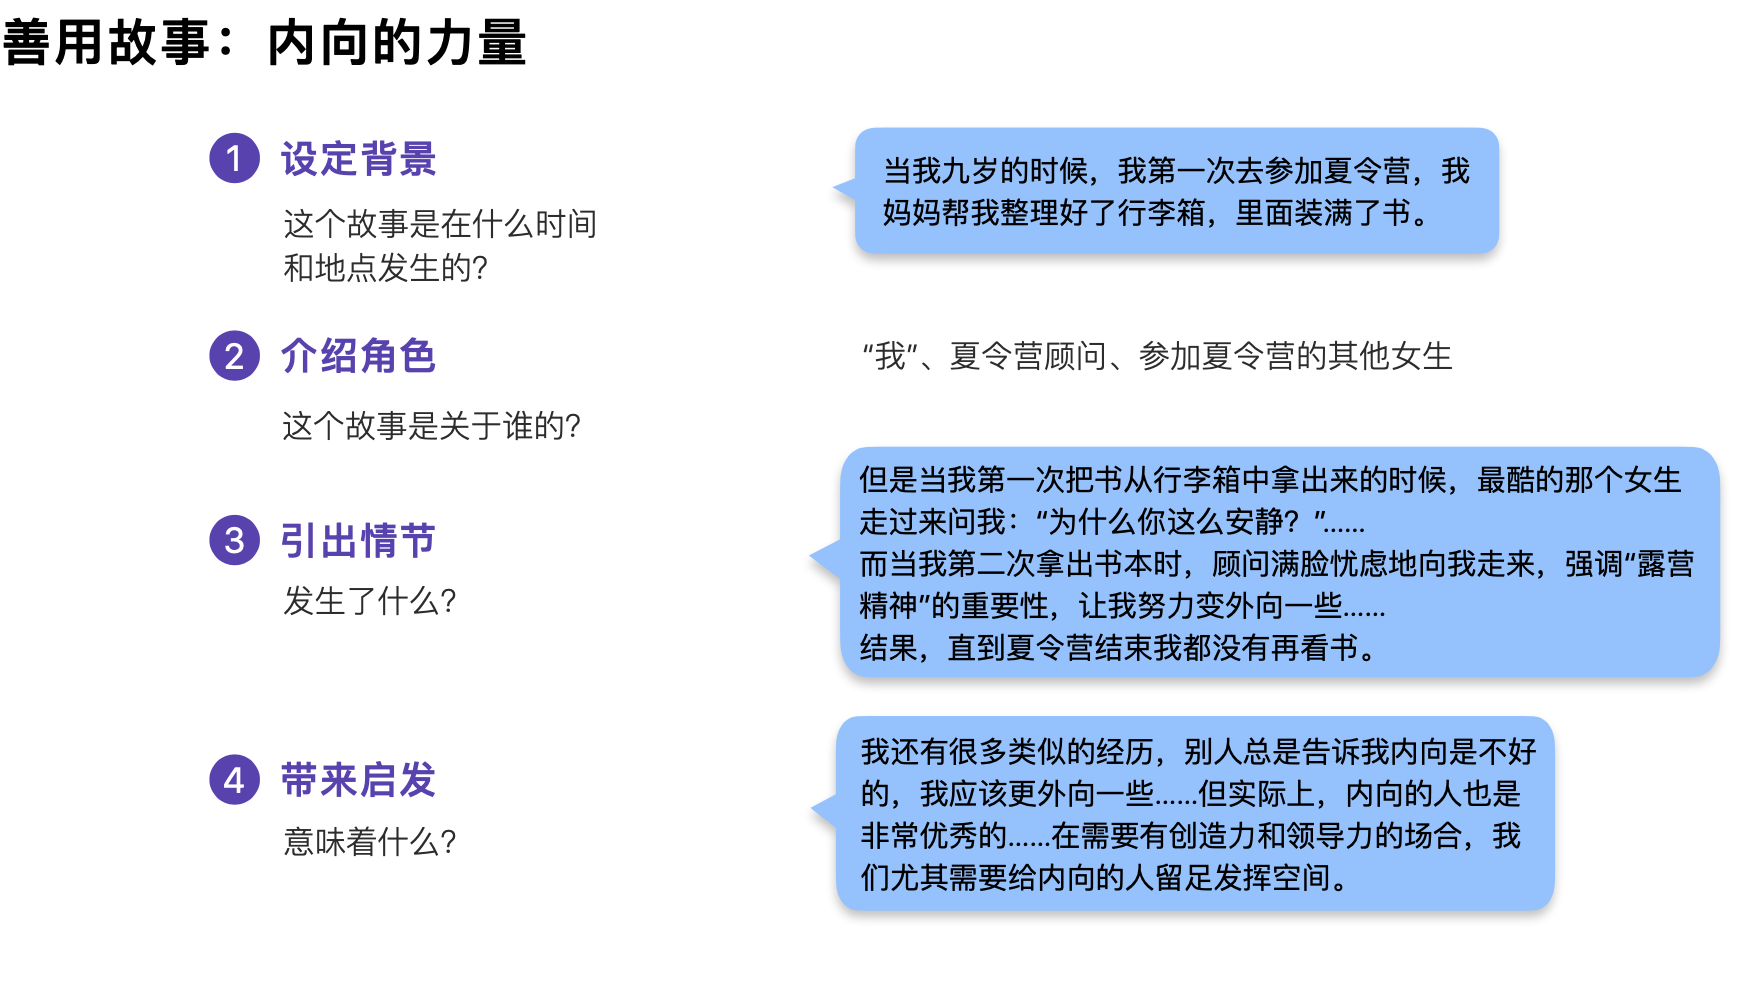 善用故事：内向的力量
1 设定背景
这个故事是在什么时间
和地点发生的?
当我九岁的时候，我第一次去参加夏令营，我
妈妈帮我整理好了行李箱，里面装满了书。
2 介绍角色
这个故事是关于谁的?
“我”、夏令营顾问、参加夏令营的其他女生
3 引出情节
发生了什么?
但是当我第一次把书从行李箱中拿出来的时候，最酷的那个女生
走过来问我：“为什么你这么安静？”......
而当我第二次拿出书本时，顾问满脸忧虑地向我走来，强调“露营
精神”的重要性，让我努力变外向一些......
结果，直到夏令营结束我都没有再看书。
4 带来启发
意味着什么?
我还有很多类似的经历，别人总是告诉我内向是不好
的，我应该更外向一些......但实际上，内向的人也是
非常优秀的......在需要有创造力和领导力的场合，我
们尤其需要给内向的人留足发挥空间。